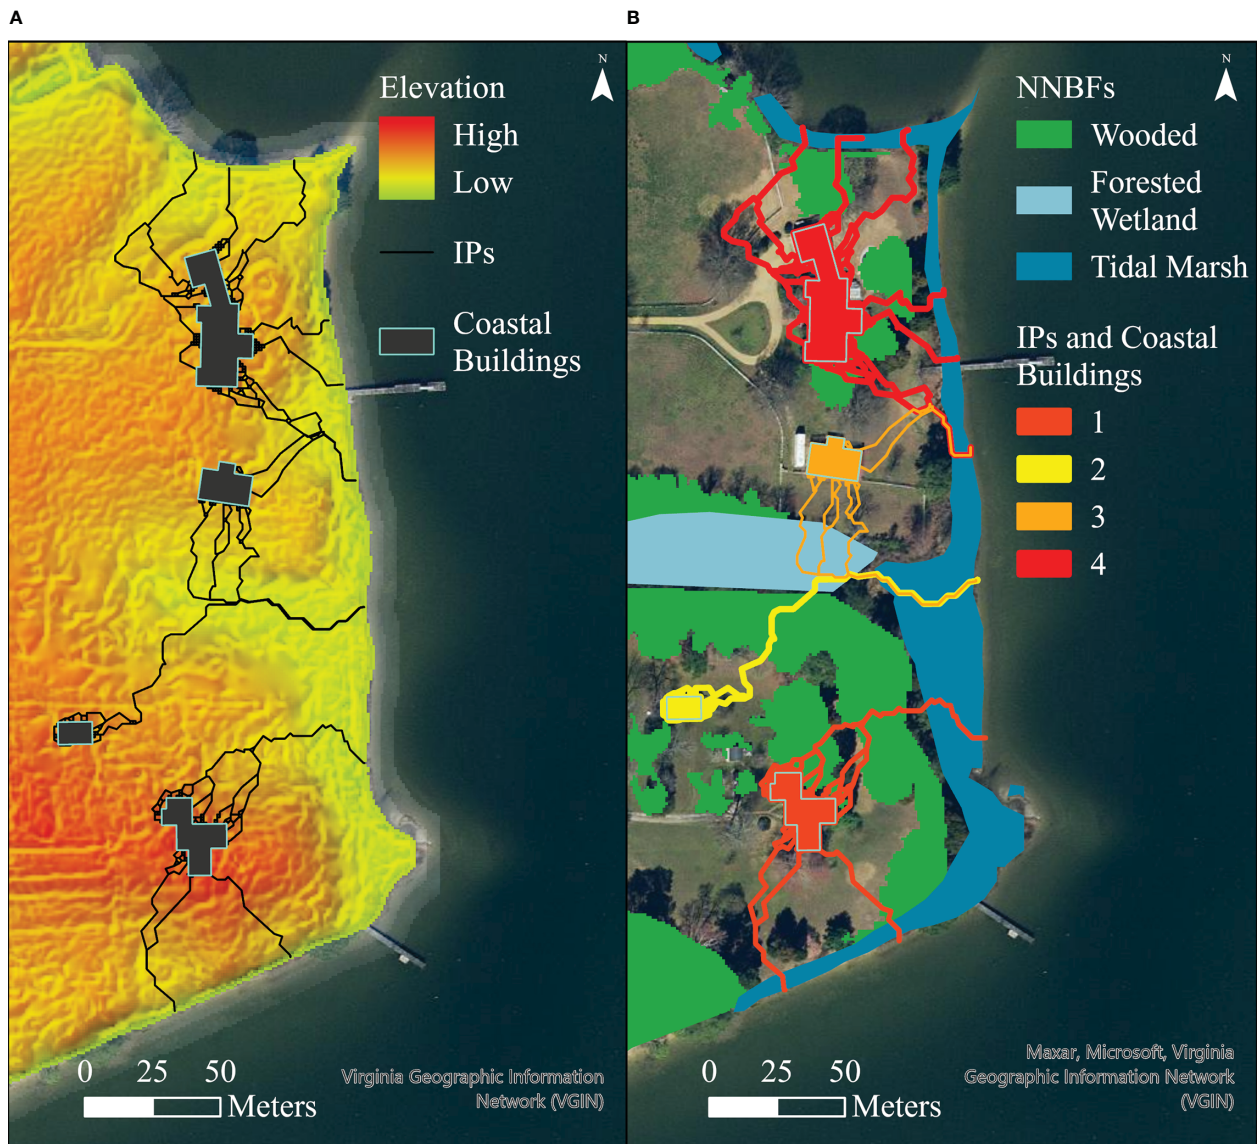 A
B
N
Elevation
High
Low
IPs
Coastal
Buildings
0 25 50
Meters
Virginia Geographic Information
Network (VGIN)
N
NNBFs
Wooded
Forested
Wetland
Tidal Marsh
IPs and Coastal
Buildings
1
2
3
4
0 25 50
Meters
Maxar, Microsoft, Virginia
Geographic Information Network
(VGIN)